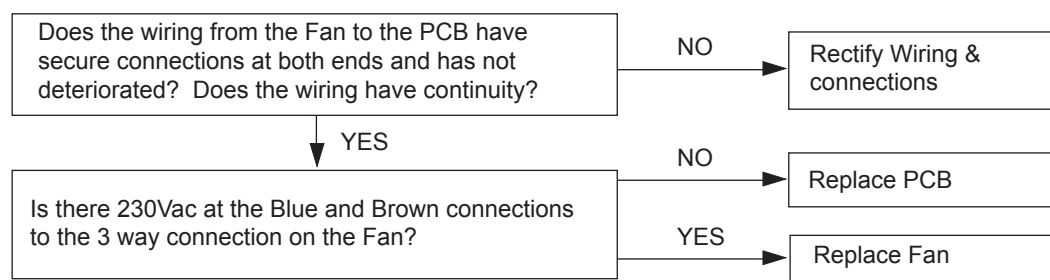 Does the wiring from the Fan to the PCB have
secure connections at both ends and has not
deteriorated? Does the wiring have continuity?
NO
Rectify Wiring &
connections
YES
Is there 230Vac at the Blue and Brown connections
to the 3 way connection on the Fan?
NO
Replace PCB
YES
Replace Fan